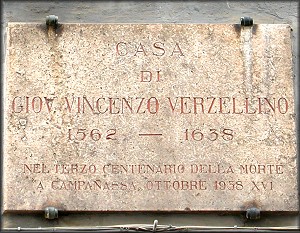 CASA
DI
GIOV. VINCENZO VERZELLINO
1562 — 1638
NEL TERZO CENTENARIO DELLA MORTE
"A CAMPANASSA, OTTOBRE 1938 XVI